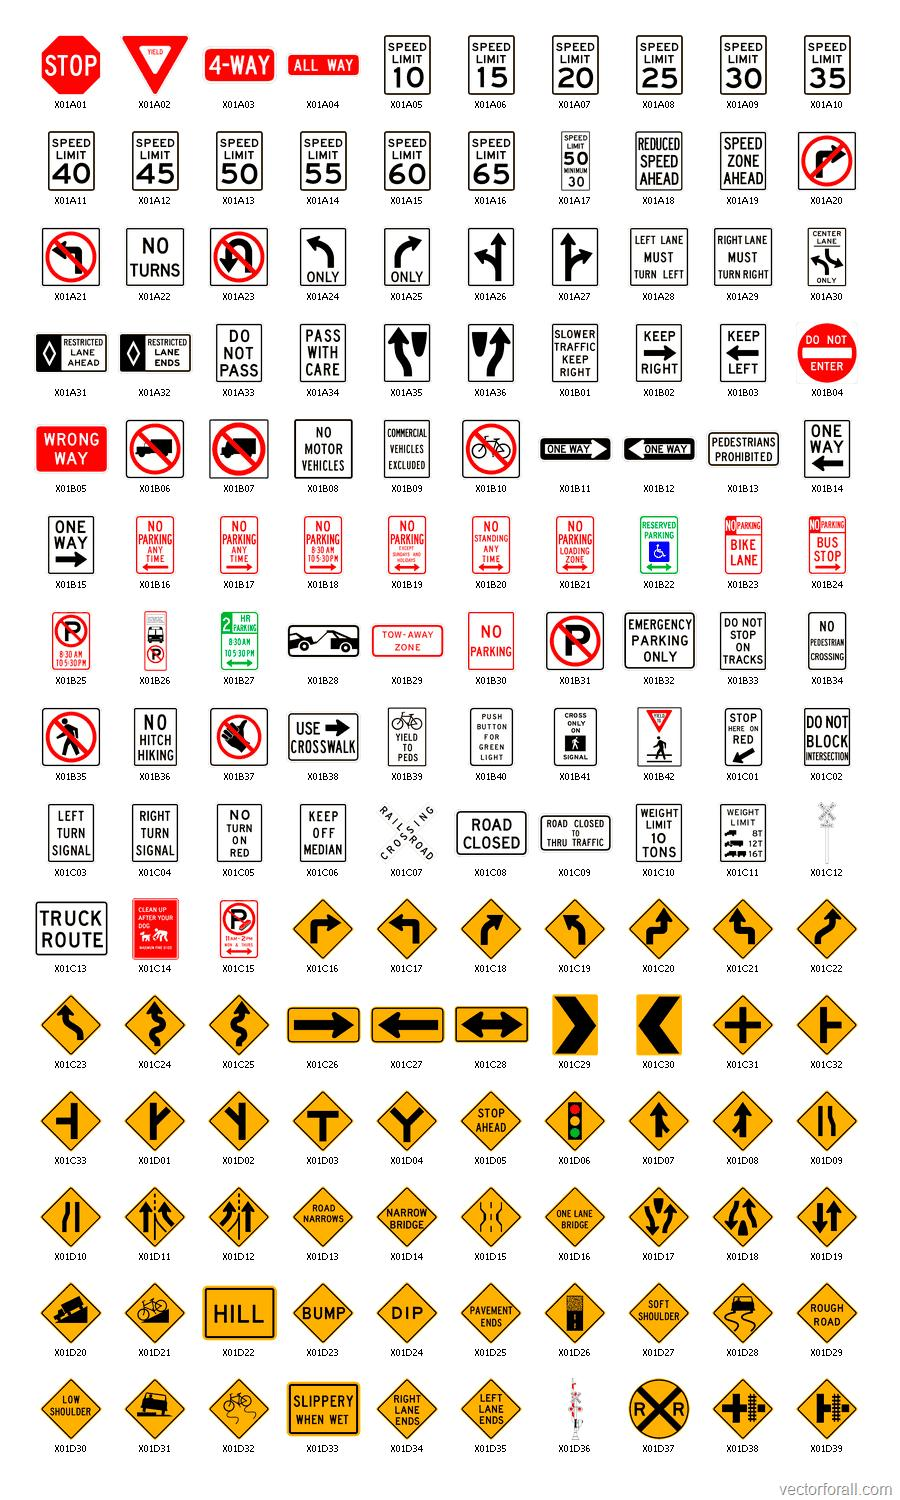 STOP
YIELD
4-WAY
ALL WAY
SPEED
LIMIT
10
SPEED
LIMIT
15
SPEED
LIMIT
20
SPEED
LIMIT
25
SPEED
LIMIT
30
SPEED
LIMIT
35
X01A01 X01A02 X01A03 X01A04 X01A05 X01A06 X01A07 X01A08 X01A09 X01A10
SPEED
LIMIT
40
SPEED
LIMIT
45
SPEED
LIMIT
50
SPEED
LIMIT
55
SPEED
LIMIT
60
SPEED
LIMIT
65
SPEED
LIMIT
50
MINIMUM
30
REDUCED
SPEED
AHEAD
SPEED
ZONE
AHEAD
X01A11 X01A12 X01A13 X01A14 X01A15 X01A16 X01A17 X01A18 X01A19 X01A20
NO
TURNS
ONLY
ONLY
LEFT LANE
MUST
TURN LEFT
RIGHT LANE
MUST
TURN RIGHT
CENTER
LANE
ONLY
X01A21 X01A22 X01A23 X01A24 X01A25 X01A26 X01A27 X01A28 X01A29 X01A30
RESTRICTED
LANE
AHEAD
RESTRICTED
LANE
ENDS
DO
NOT
PASS
PASS
WITH
CARE
SLOWER
TRAFFIC
KEEP
RIGHT
KEEP
RIGHT
KEEP
LEFT
DO NOT
ENTER
X01A31 X01A32 X01A33 X01A34 X01A35 X01A36 X01B01 X01B02 X01B03 X01B04
WRONG
WAY
NO
MOTOR
VEHICLES
COMMERCIAL
VEHICLES
EXCLUDED
ONE WAY
ONE WAY
PEDESTRIANS
PROHIBITED
ONE
WAY
X01B05 X01B06 X01B07 X01B08 X01B09 X01B10 X01B11 X01B12 X01B13 X01B14
ONE
WAY
NO
PARKING
ANY
TIME
NO
PARKING
ANY
TIME
NO
PARKING
8:30 AM
TO 5:30 PM
NO
PARKING
EXCEPT
SUNDAYS AND
HOLIDAYS
NO
STANDING
ANY
TIME
NO
PARKING
LOADING
ZONE
RESERVED
PARKING
NO PARKING
BIKE
LANE
NO PARKING
BUS
STOP
X01B15 X01B16 X01B17 X01B18 X01B19 X01B20 X01B21 X01B22 X01B23 X01B24
P
8:30 AM
TO 5:30 PM
P
2 HR
PARKING
8:30 AM
TO 5:30 PM
TOW-AWAY
ZONE
NO
PARKING
P
EMERGENCY
PARKING
ONLY
DO NOT
STOP
ON
TRACKS
NO
PEDESTRIAN
CROSSING
X01B25 X01B26 X01B27 X01B28 X01B29 X01B30 X01B31 X01B32 X01B33 X01B34
NO
HITCH
HIKING
USE
CROSSWALK
YIELD
TO
PEDS
PUSH
BUTTON
FOR
GREEN
LIGHT
CROSS
ONLY ON
SIGNAL
YIELD
TO
STOP
HERE ON
RED
DO NOT
BLOCK
INTERSECTION
X01B35 X01B36 X01B37 X01B38 X01B39 X01B40 X01B41 X01B42 X01C01 X01C02
LEFT
TURN
SIGNAL
RIGHT
TURN
SIGNAL
NO
TURN
ON
RED
KEEP
OFF
MEDIAN
RAILROAD
CROSSING
ROAD
CLOSED
ROAD CLOSED
TO
THRU TRAFFIC
WEIGHT
LIMIT
10
TONS
WEIGHT
LIMIT
8T
12T
16T
X01C03 X01C04 X01C05 X01C06 X01C07 X01C08 X01C09 X01C10 X01C11 X01C12
TRUCK
ROUTE
CLEAN UP
AFTER YOUR
DOG
P
11AM-2PM
MON & THURS
X01C13 X01C14 X01C15 X01C16 X01C17 X01C18 X01C19 X01C20 X01C21 X01C22
X01C23 X01C24 X01C25 X01C26 X01C27 X01C28 X01C29 X01C30 X01C31 X01C32
STOP
AHEAD
X01C33 X01D01 X01D02 X01D03 X01D04 X01D05 X01D06 X01D07 X01D08 X01D09
ROAD
NARROWS
NARROW
BRIDGE
ONE LANE
BRIDGE
X01D10 X01D11 X01D12 X01D13 X01D14 X01D15 X01D16 X01D17 X01D18 X01D19
HILL
BUMP
DIP
PAVEMENT
ENDS
SOFT
SHOULDER
ROUGH
ROAD
X01D20 X01D21 X01D22 X01D23 X01D24 X01D25 X01D26 X01D27 X01D28 X01D29
LOW
SHOULDER
SLIPPERY
WHEN WET
RIGHT
LANE
ENDS
LEFT
LANE
ENDS
R R
X01D30 X01D31 X01D32 X01D33 X01D34 X01D35 X01D36 X01D37 X01D38 X01D39
vectorforall.com